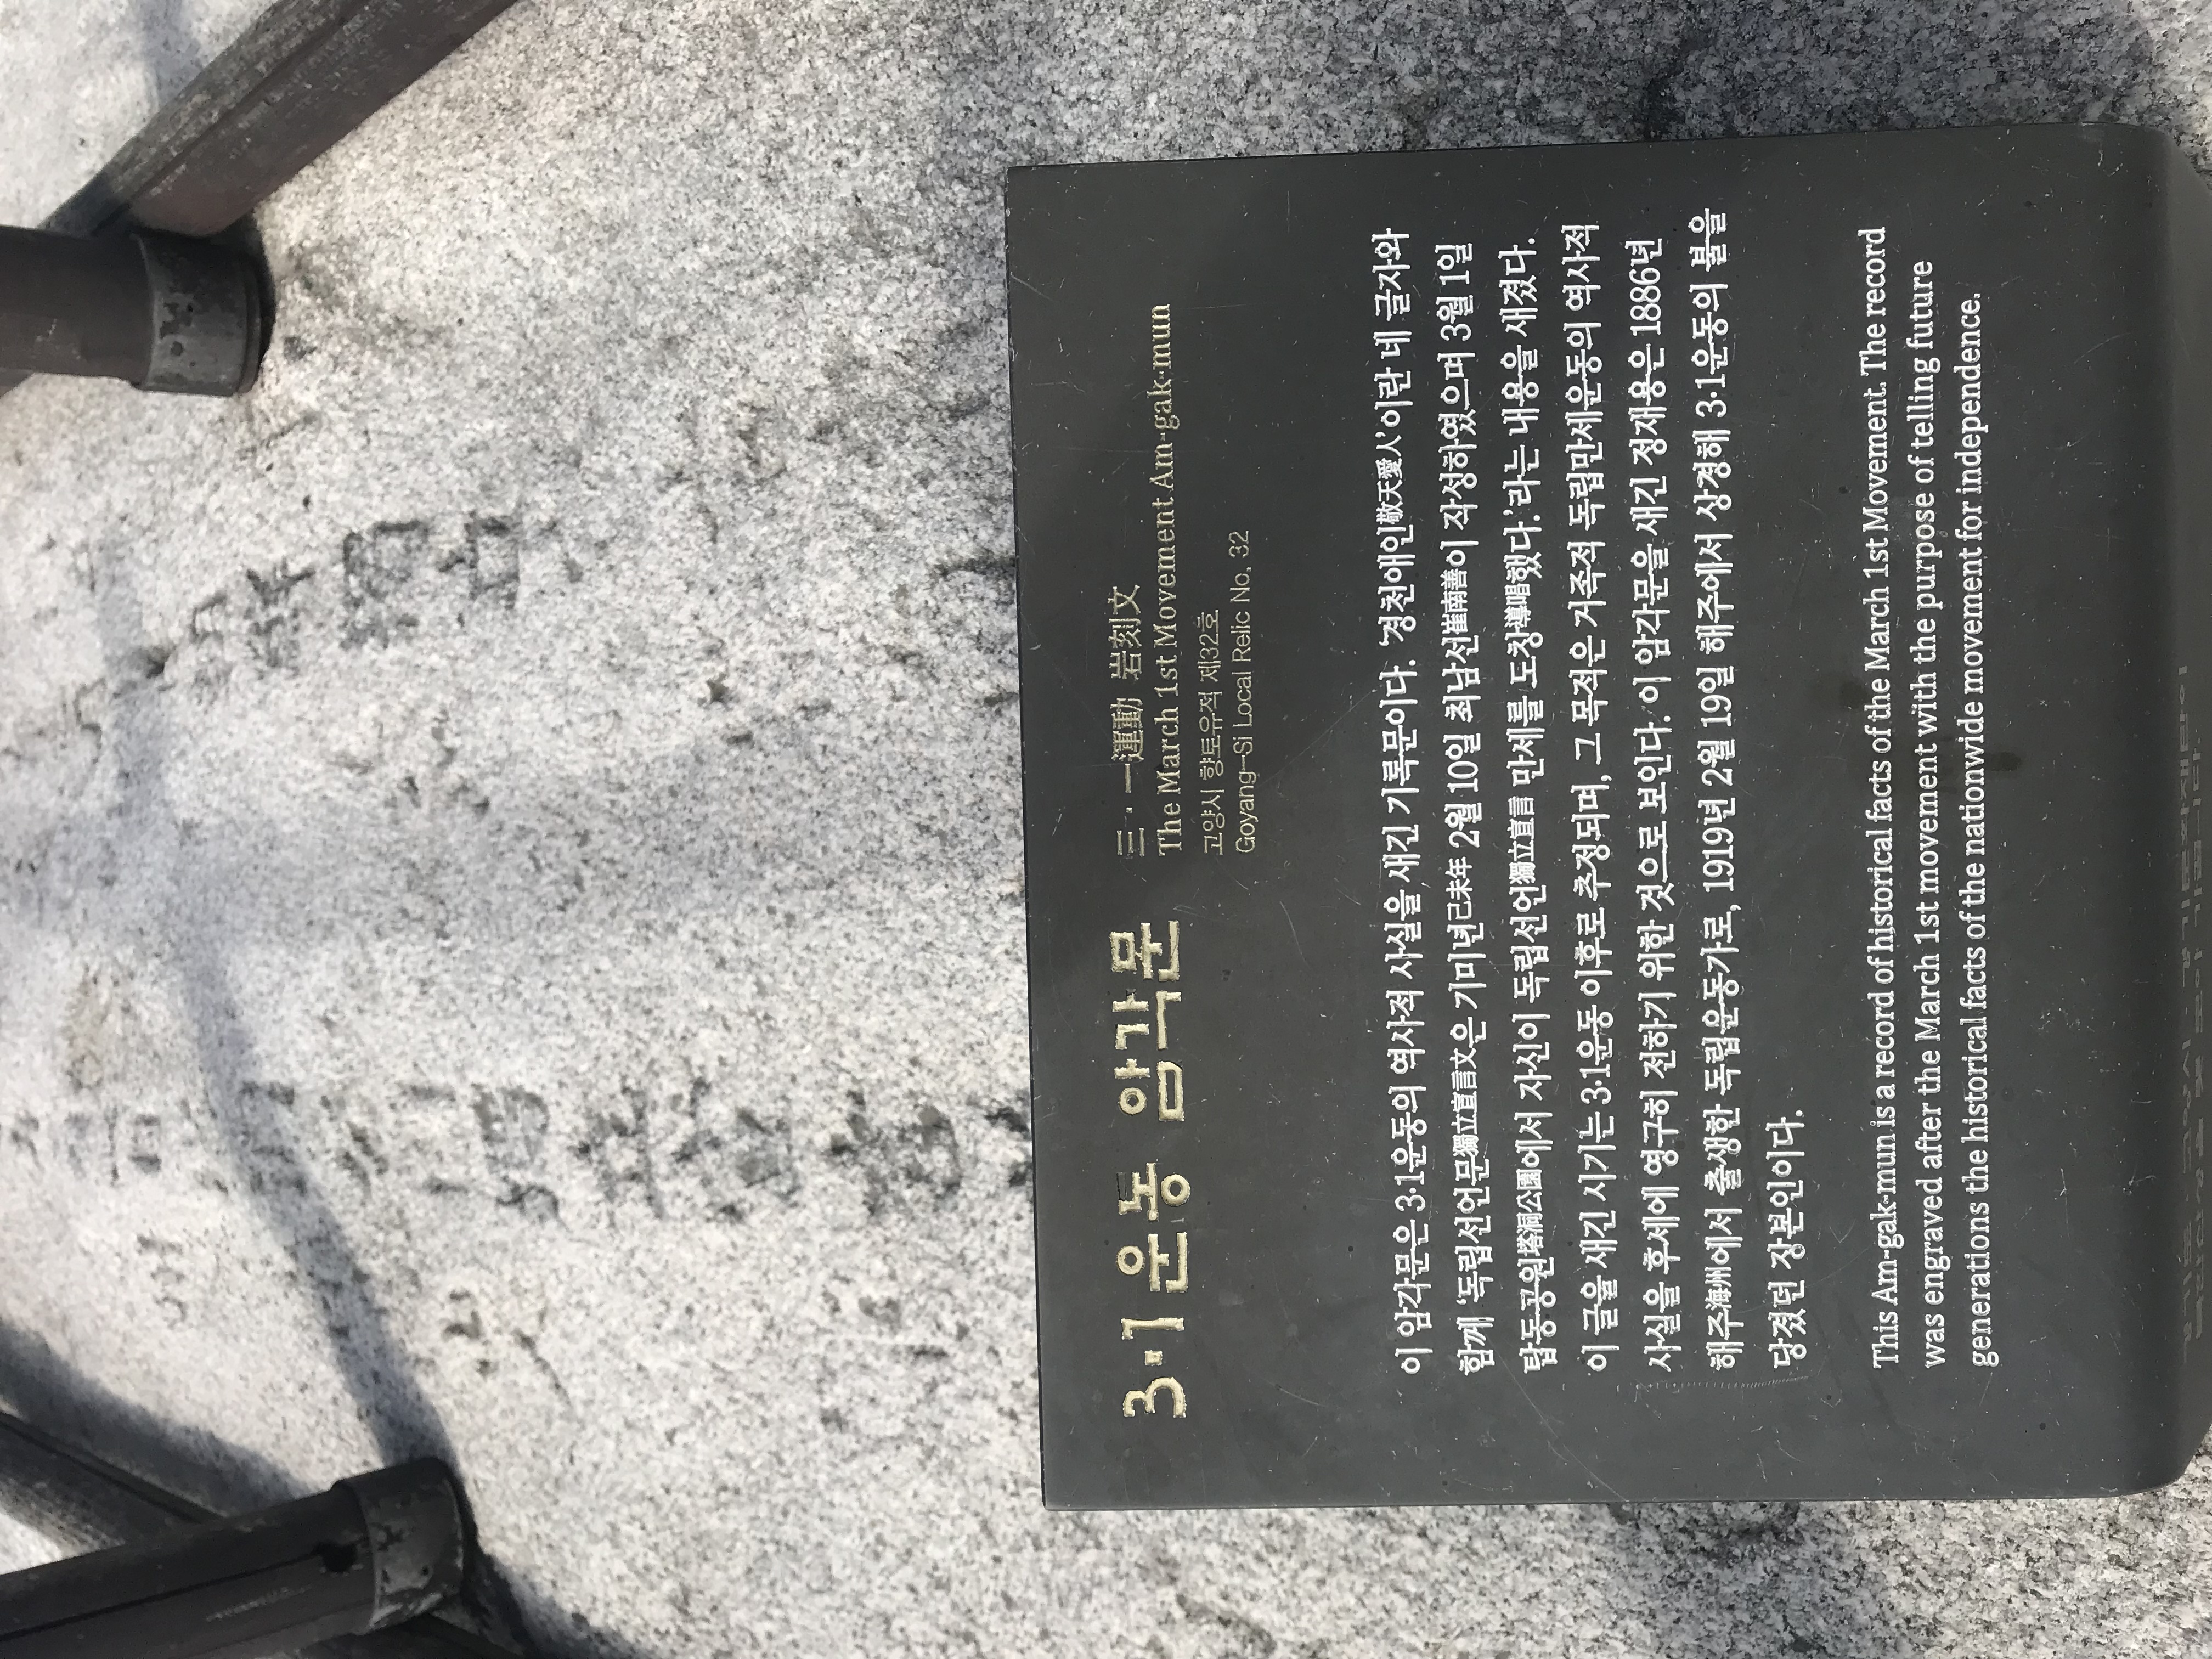 3·1운동 암각문
三·一運動 岩刻文
The March 1st Movement Am-gak-mun
고양시 향토유적 제32호
Goyang-Si Local Relic No, 32
이 암각문은 3·1운동의 역사적 사실을 새긴 기록문이다. '경천애인敬天愛人'이란 네 글자와
함께 '독립선언문獨立宣言文은 기미년己未年 2월 10일 최남선崔南善이 작성하였으며 3월 1일
탑동공원塔洞公園에서 자신이 독립선언獨立宣言 만세를 도창導唱했다.'라는 내용을 새겼다.
이 글을 새긴 시기는 3·1운동 이후로 추정되며, 그 목적은 거족적 독립만세운동의 역사적
사실을 후세에 영구히 전하기 위한 것으로 보인다. 이 암각문을 새긴 정재용은 1886년
해주海州에서 출생한 독립운동가로, 1919년 2월 19일 해주에서 상경해 3·1운동의 불을
당겼던 장본인이다.
This Am-gak-mun is a record of historical facts of the March 1st Movement. The record
was engraved after the March 1st movement with the purpose of telling future
generations the historical facts of the nationwide movement for independence.